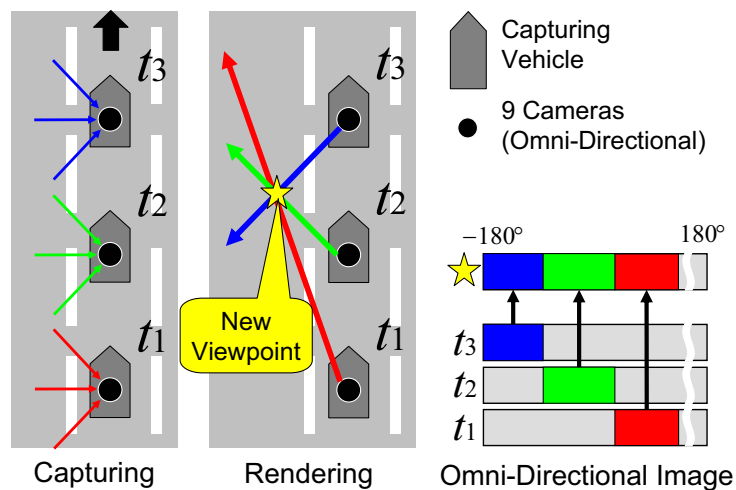 t3
t2
t1
Capturing
t3
t2
t1
New
Viewpoint
Rendering
Capturing
Vehicle
9 Cameras
(Omni-Directional)
−180° 180°
t3
t2
t1
Omni-Directional Image